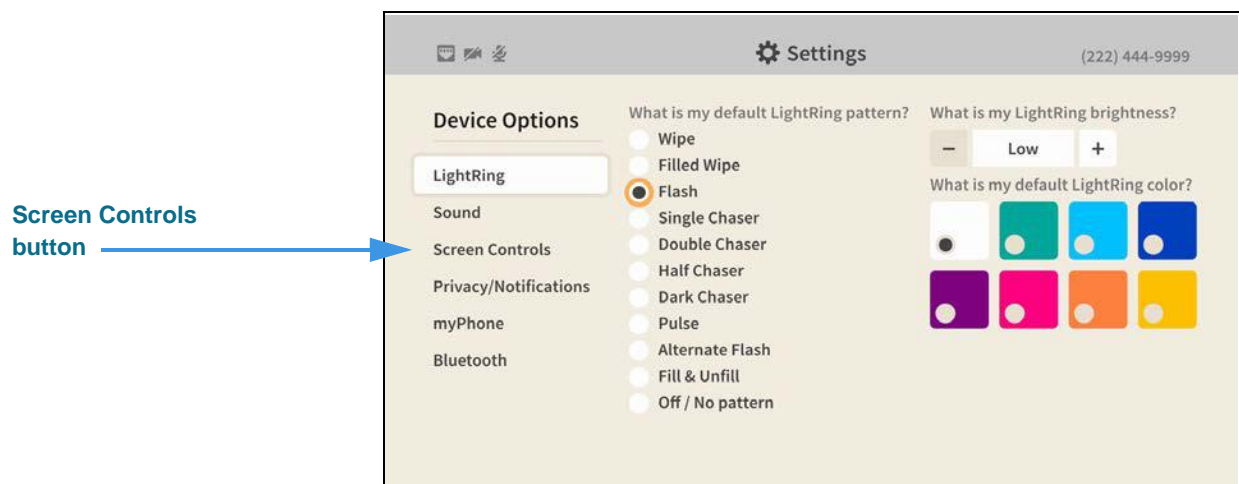 Settings
(222) 444-9999
Screen Controls
button
Device Options
LightRing
Sound
Screen Controls
Privacy/Notifications
myPhone
Bluetooth
What is my default LightRing pattern?
Wipe
Filled Wipe
Flash
Single Chaser
Double Chaser
Half Chaser
Dark Chaser
Pulse
Alternate Flash
Fill & Unfill
Off / No pattern
What is my LightRing brightness?
− Low +
What is my default LightRing color?